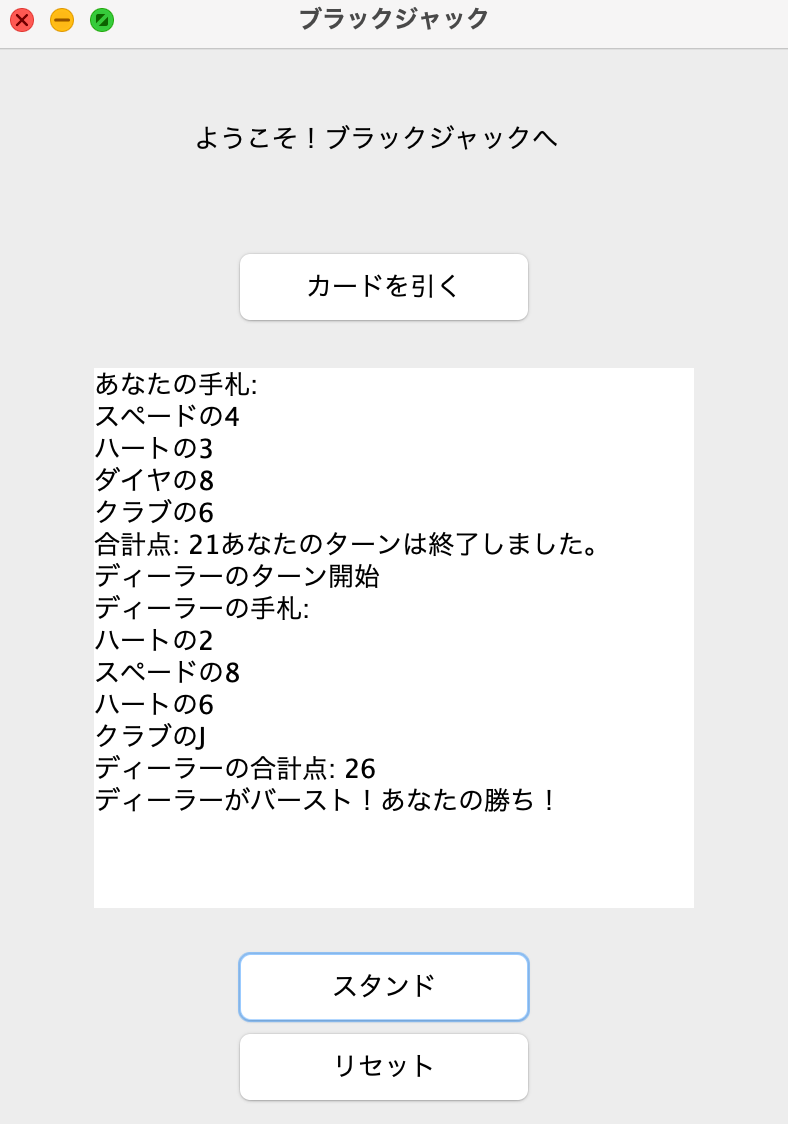 ブラックジャック
ようこそ！ブラックジャックへ
カードを引く
あなたの手札:
スペードの4
ハートの3
ダイヤの8
クラブの6
合計点: 21あなたのターンは終了しました。
ディーラーのターン開始
ディーラーの手札:
ハートの2
スペードの8
ハートの6
クラブのJ
ディーラーの合計点: 26
ディーラーがバースト！あなたの勝ち！
スタンド
リセット